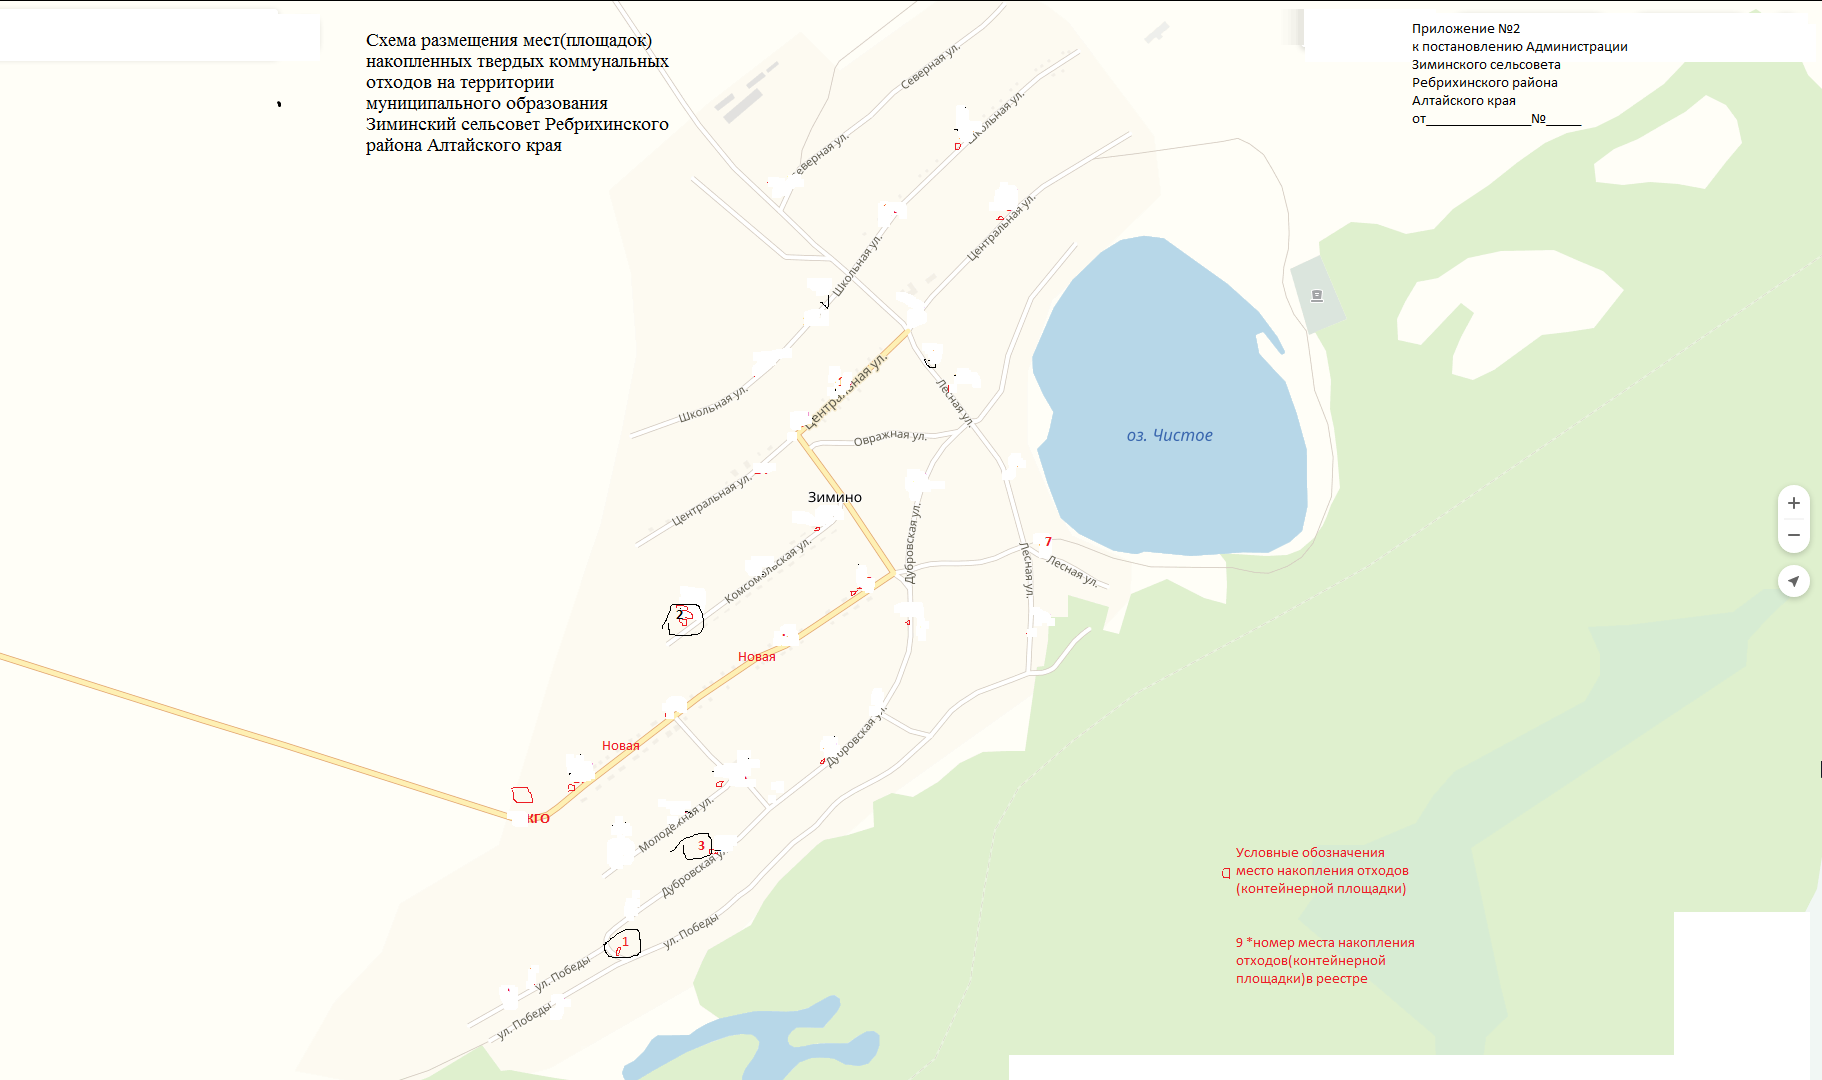 Схема размещения мест(площадок)
накопленных твердых коммунальных
отходов на территории
муниципального образования
Зиминский сельсовет Ребрихинского
района Алтайского края
Приложение №2
к постановлению Администрации
Зиминского сельсовета
Ребрихинского района
Алтайского края
от_______________№_____
Северная ул.
Школьная ул.
Северная ул.
Центральная ул.
Школьная ул.
Центральная ул.
Школьная ул.
Лесная ул.
Овражная ул.
оз. Чистое
Центральная ул.
Зимино
Дубровская ул.
7
Комсомольская ул.
Лесная ул.
Лесная ул.
2
Новая
Новая
Дубровская ул.
КГО
Молодёжная ул.
3
Дубровская ул.
1
ул. Победы
ул. Победы
ул. Победы
Условные обозначения
место накопления отходов
(контейнерной площадки)
9 *номер места накопления
отходов(контейнерной
площадки)в реестре